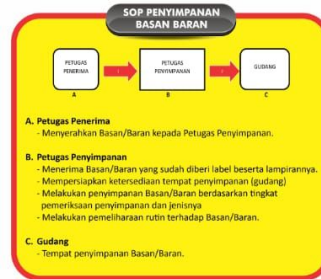 SOP PENYIMPANAN
BASAN BARAN
PETUGAS
PENERIMA
PETUGAS
PENYIMPANAN
GUDANG
A
B
C
A. Petugas Penerima
- Menyerahkan Basan/Baran kepada Petugas Penyimpanan.
B. Petugas Penyimpanan
- Menerima Basan/Baran yang sudah diberi label beserta lampirannya.
- Mempersiapkan ketersediaan tempat penyimpanan (gudang)
- Melakukan penyimpanan Basan/Baran berdasarkan tingkat
pemeriksaan penyimpanan dan jenisnya
- Melakukan pemeliharaan rutin terhadap Basan/Baran.
C. Gudang
- Tempat penyimpanan Basan/Baran.